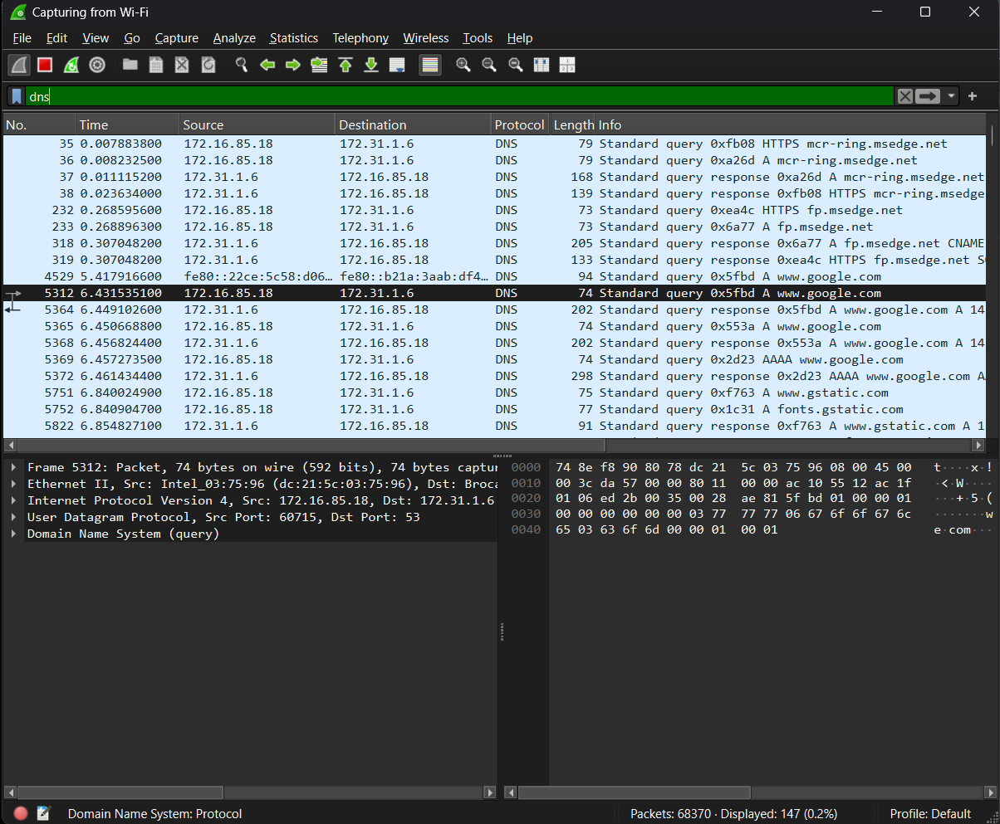 Capturing from Wi-Fi
File Edit View Go Capture Analyze Statistics Telephony Wireless Tools Help
dns
No. Time Source Destination Protocol Length Info
35 0.007883800 172.16.85.18 172.31.1.6 DNS 79 Standard query 0xfb08 HTTPS mcr-ring.msedge.net
36 0.008232500 172.16.85.18 172.31.1.6 DNS 79 Standard query 0xa26d A mcr-ring.msedge.net
37 0.011115200 172.31.1.6 172.16.85.18 DNS 168 Standard query response 0xa26d A mcr-ring.msedge.net
38 0.023634000 172.31.1.6 172.16.85.18 DNS 139 Standard query response 0xfb08 HTTPS mcr-ring.msedge
232 0.268595600 172.16.85.18 172.31.1.6 DNS 73 Standard query 0xea4c HTTPS fp.msedge.net
233 0.268896300 172.16.85.18 172.31.1.6 DNS 73 Standard query 0x6a77 A fp.msedge.net
318 0.307048200 172.31.1.6 172.16.85.18 DNS 205 Standard query response 0x6a77 A fp.msedge.net CNAME
319 0.307048200 172.31.1.6 172.16.85.18 DNS 133 Standard query response 0xea4c HTTPS fp.msedge.net S
4529 5.417916600 fe80::22ce:5c58:d06… fe80::b21a:3aab:df4… DNS 94 Standard query 0x5fbd A www.google.com
5312 6.431535100 172.16.85.18 172.31.1.6 DNS 74 Standard query 0x5fbd A www.google.com
5364 6.449102600 172.31.1.6 172.16.85.18 DNS 202 Standard query response 0x5fbd A www.google.com A 14
5365 6.450668800 172.16.85.18 172.31.1.6 DNS 74 Standard query 0x553a A www.google.com
5368 6.456824400 172.31.1.6 172.16.85.18 DNS 202 Standard query response 0x553a A www.google.com A 14
5369 6.457273500 172.16.85.18 172.31.1.6 DNS 74 Standard query 0x2d23 AAAA www.google.com
5372 6.461434400 172.31.1.6 172.16.85.18 DNS 298 Standard query response 0x2d23 AAAA www.google.com A
5751 6.840024900 172.16.85.18 172.31.1.6 DNS 75 Standard query 0xf763 A www.gstatic.com
5752 6.840904700 172.16.85.18 172.31.1.6 DNS 77 Standard query 0x1c31 A fonts.gstatic.com
5822 6.854827100 172.31.1.6 172.16.85.18 DNS 91 Standard query response 0xf763 A www.gstatic.com A 1
Frame 5312: Packet, 74 bytes on wire (592 bits), 74 bytes captur
Ethernet II, Src: Intel_03:75:96 (dc:21:5c:03:75:96), Dst: Broca
Internet Protocol Version 4, Src: 172.16.85.18, Dst: 172.31.1.6
User Datagram Protocol, Src Port: 60715, Dst Port: 53
Domain Name System (query)
0000 74 8e f8 90 80 78 dc 21 5c 03 75 96 08 00 45 00 t····x·!
0010 00 3c da 57 00 00 80 11 00 00 ac 10 55 12 ac 1f ·<·W····
0020 01 06 ed 2b 00 35 00 28 ae 81 5f bd 01 00 00 01 ···+·5·(
0030 00 00 00 00 00 00 03 77 77 77 06 67 6f 6f 67 6c ·······w
0040 65 03 63 6f 6d 00 00 01 00 01 e·com···
Domain Name System: Protocol
Packets: 68370 · Displayed: 147 (0.2%)
Profile: Default